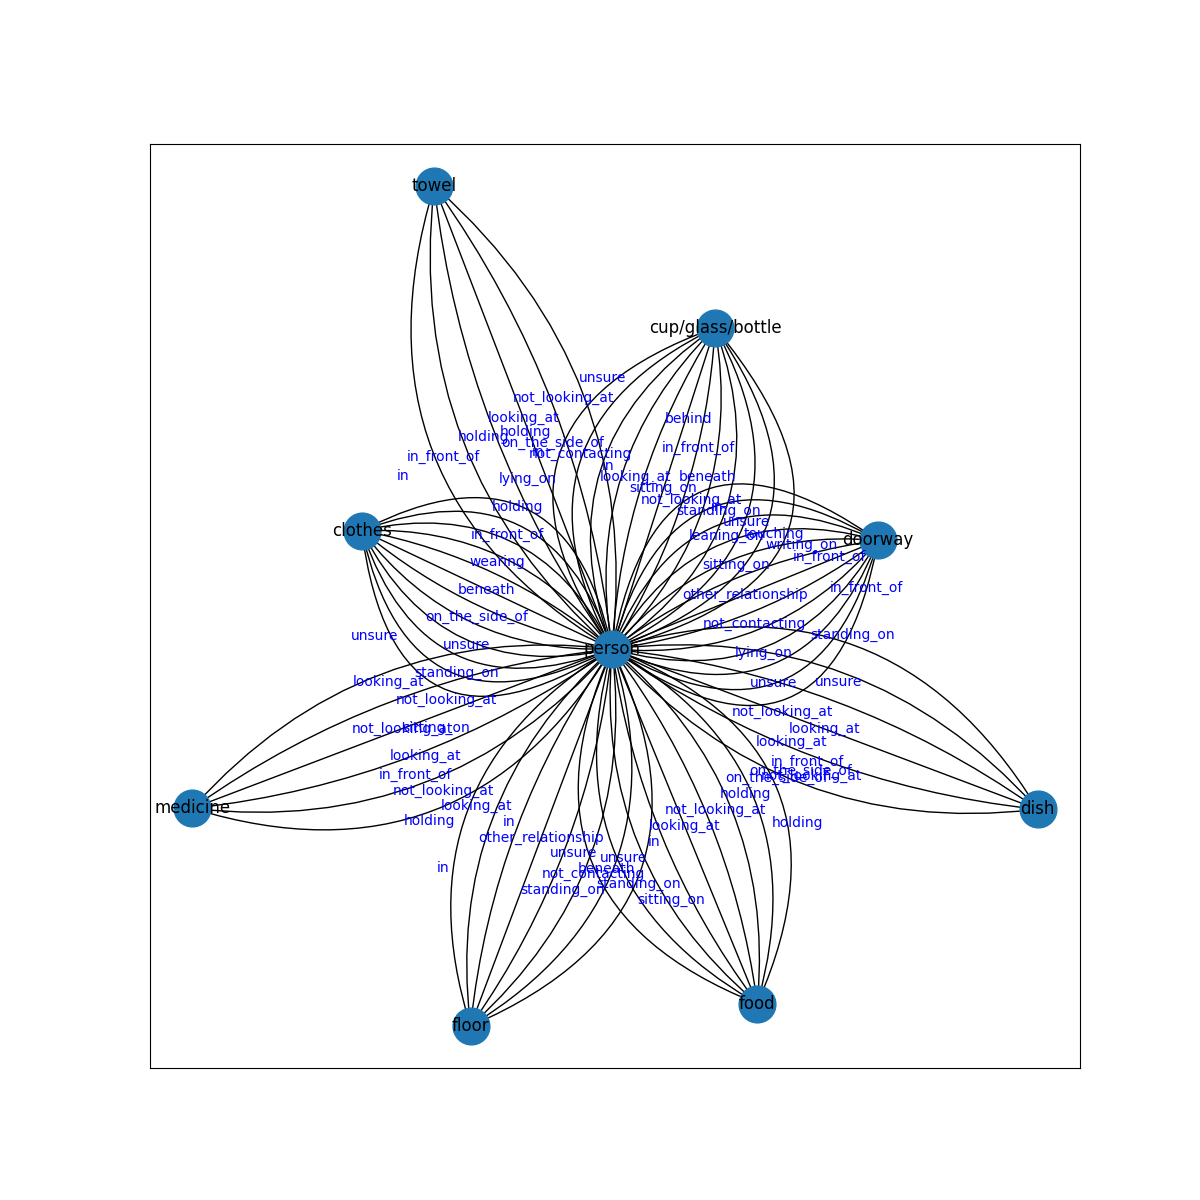 towel
cup/glass/bottle
unsure
not_looking_at
looking_at
behind
holding
holding
on_the_side_of
in_front_of
not_contacting
in_front_of
in
in
looking_at
beneath
lying_on
sitting_on
not_looking_at
holding
standing_on
unsure
clothes
in_front_of
leaning_on
touching
doorway
writing_on
in_front_of
wearing
sitting_on
beneath
other_relationship
in_front_of
on_the_side_of
not_contacting
unsure
standing_on
unsure
person
lying_on
standing_on
looking_at
unsure
unsure
not_looking_at
not_looking_at
not_looking_at
sitting_on
looking_at
looking_at
looking_at
in_front_of
in_front_of
on_the_side_of
not_looking_at
on_the_side_of
not_looking_at
holding
medicine
looking_at
not_looking_at
dish
holding
in
looking_at
holding
other_relationship
in
unsure
unsure
in
beneath
not_contacting
standing_on
standing_on
sitting_on
food
floor